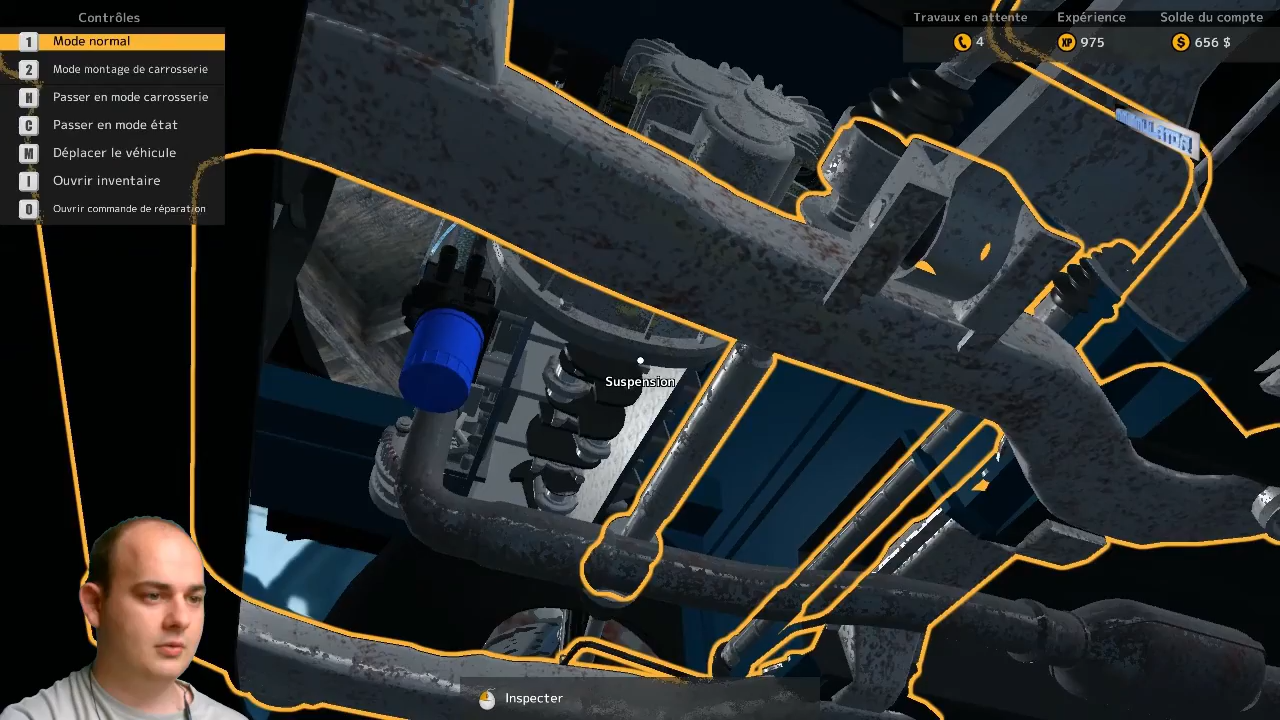 Contrôles
1 Mode normal
2 Mode montage de carrosserie
H Passer en mode carrosserie
C Passer en mode état
M Déplacer le véhicule
I Ouvrir inventaire
O Ouvrir commande de réparation
Travaux en attente Expérience Solde du compte
4 XP 975 $ 656 $
Suspension
Inspecter